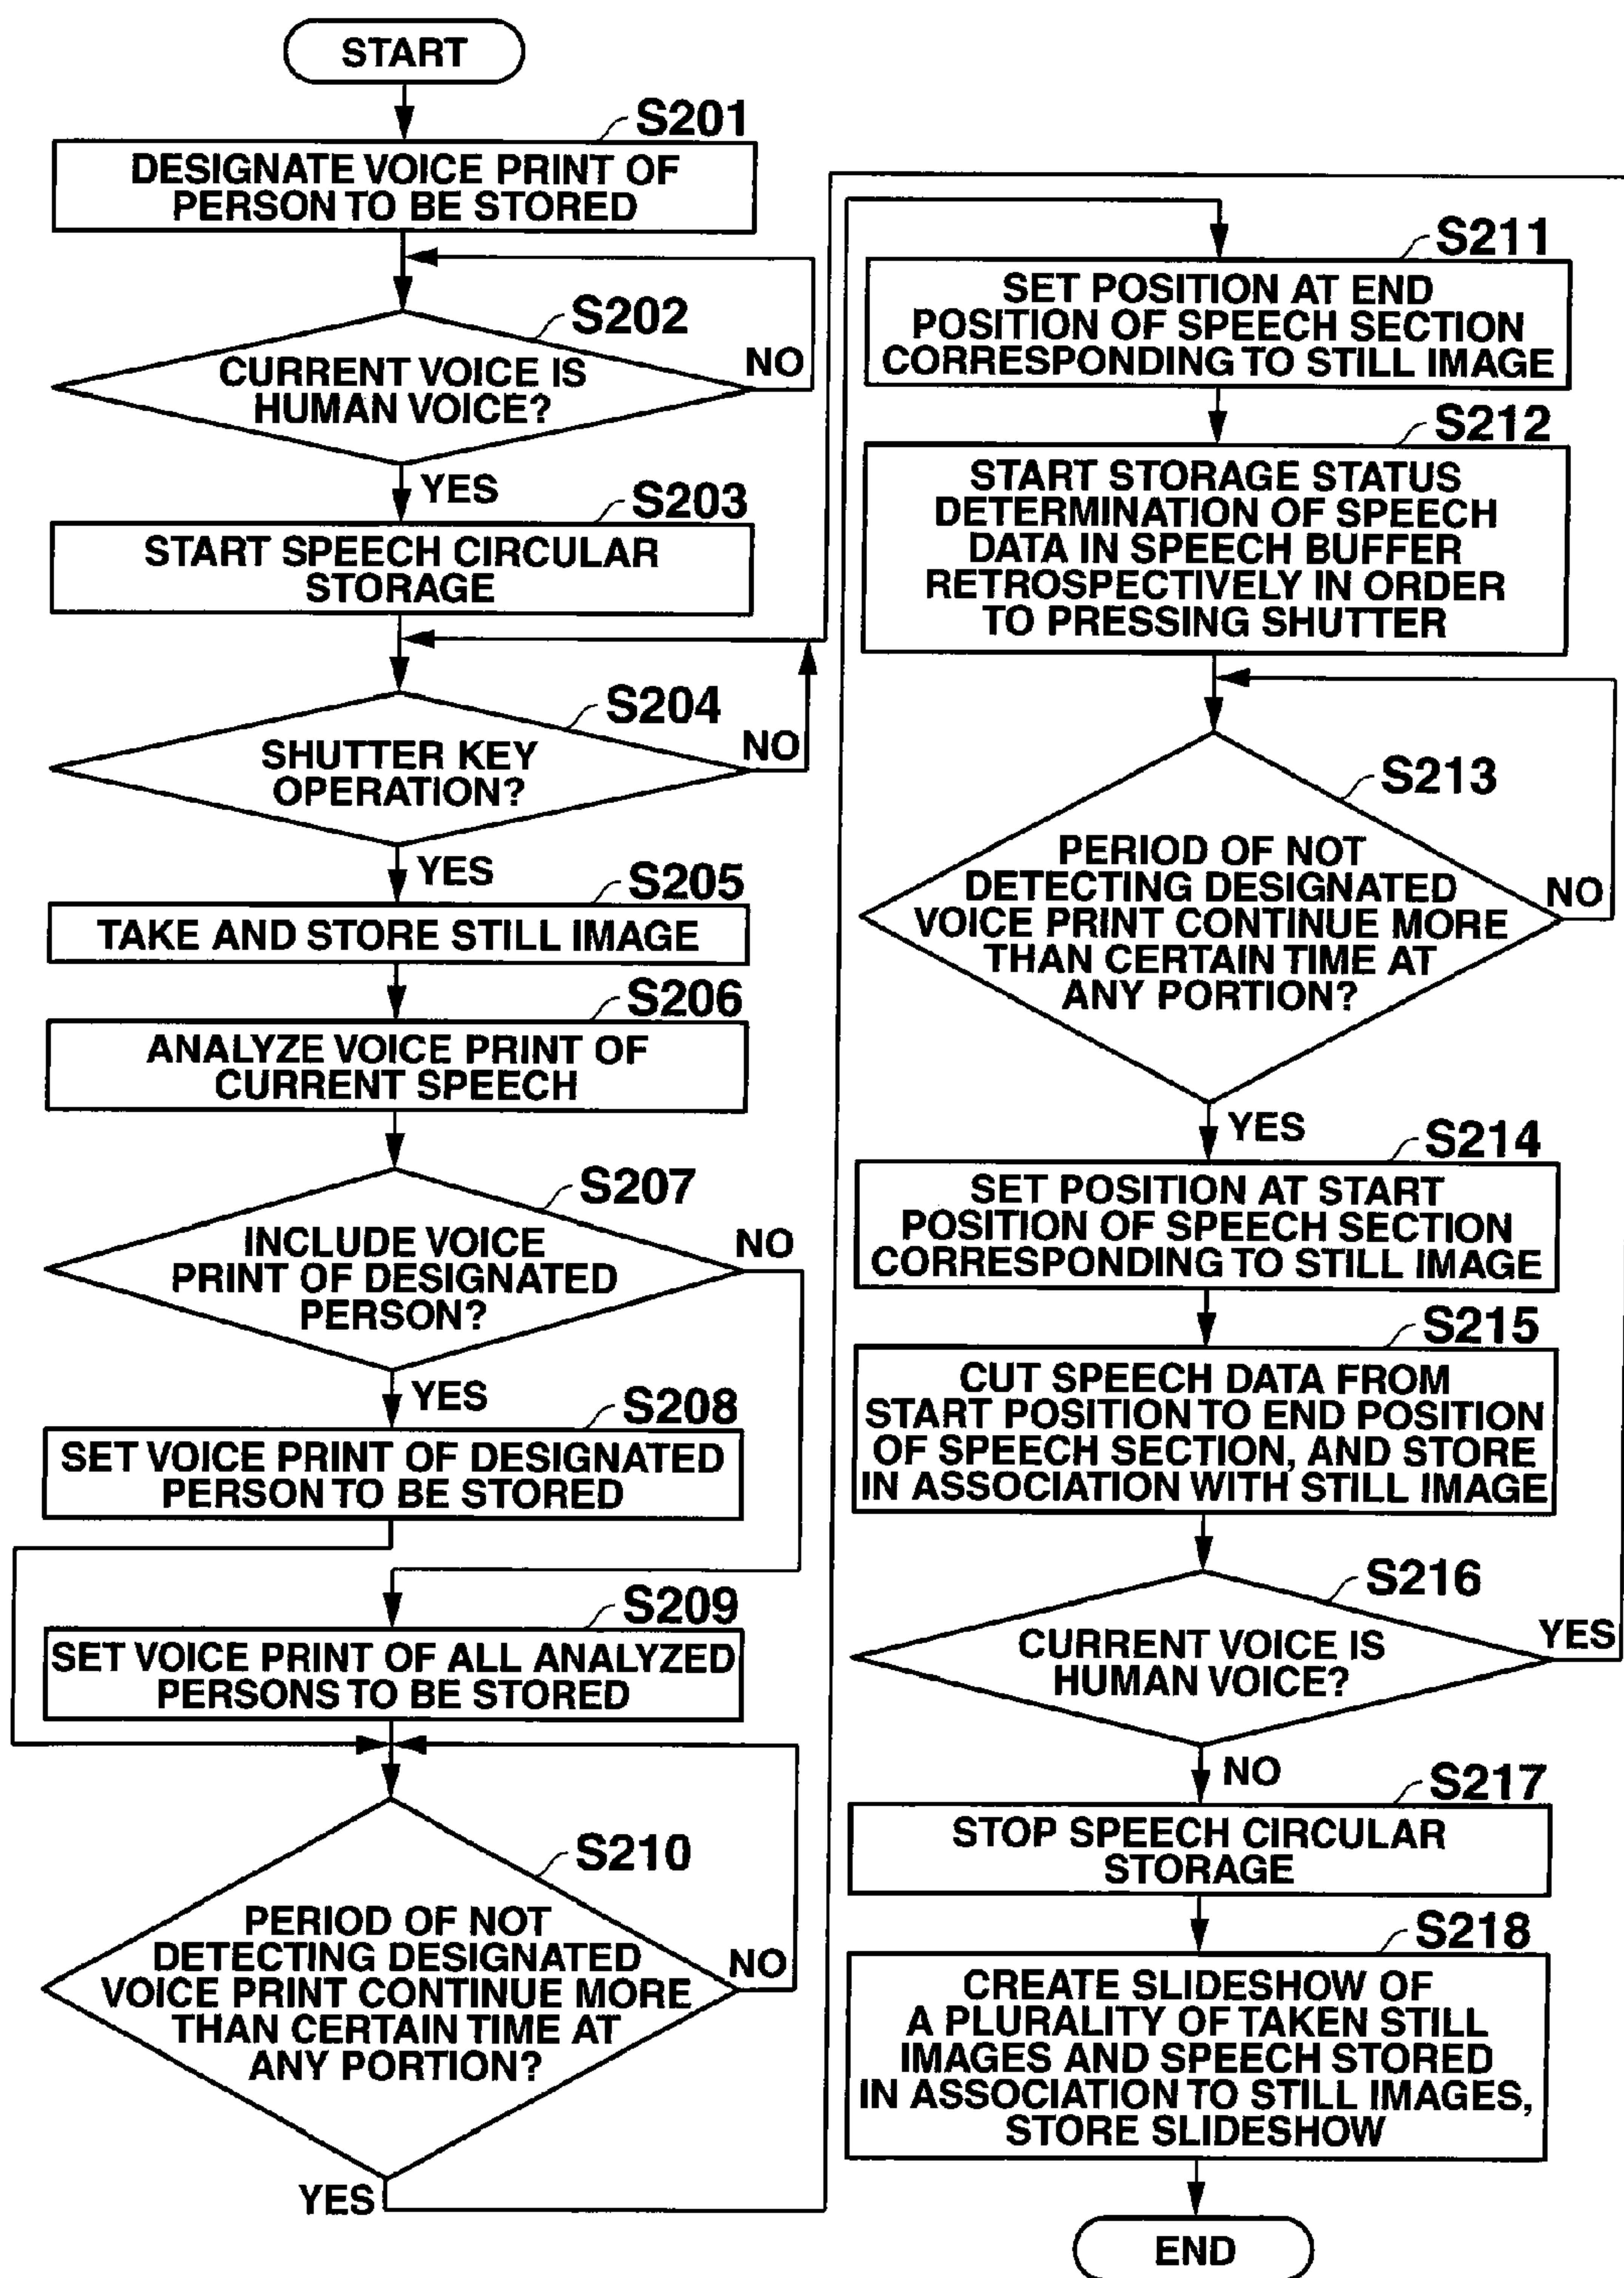 START
S201
DESIGNATE VOICE PRINT OF
PERSON TO BE STORED
S202
CURRENT VOICE IS
HUMAN VOICE?
NO
YES
S203
START SPEECH CIRCULAR
STORAGE
S204
SHUTTER KEY
OPERATION?
NO
YES
S205
TAKE AND STORE STILL IMAGE
S206
ANALYZE VOICE PRINT OF
CURRENT SPEECH
S207
INCLUDE VOICE
PRINT OF DESIGNATED
PERSON?
NO
YES
S208
SET VOICE PRINT OF DESIGNATED
PERSON TO BE STORED
S209
SET VOICE PRINT OF ALL ANALYZED
PERSONS TO BE STORED
S210
PERIOD OF NOT
DETECTING DESIGNATED
VOICE PRINT CONTINUE MORE
THAN CERTAIN TIME AT
ANY PORTION?
NO
YES
S211
SET POSITION AT END
POSITION OF SPEECH SECTION
CORRESPONDING TO STILL IMAGE
S212
START STORAGE STATUS
DETERMINATION OF SPEECH
DATA IN SPEECH BUFFER
RETROSPECTIVELY IN ORDER
TO PRESSING SHUTTER
S213
PERIOD OF NOT
DETECTING DESIGNATED
VOICE PRINT CONTINUE MORE
THAN CERTAIN TIME AT
ANY PORTION?
NO
YES
S214
SET POSITION AT START
POSITION OF SPEECH SECTION
CORRESPONDING TO STILL IMAGE
S215
CUT SPEECH DATA FROM
START POSITION TO END POSITION
OF SPEECH SECTION, AND STORE
IN ASSOCIATION WITH STILL IMAGE
S216
CURRENT VOICE IS
HUMAN VOICE?
YES
NO
S217
STOP SPEECH CIRCULAR
STORAGE
S218
CREATE SLIDESHOW OF
A PLURALITY OF TAKEN STILL
IMAGES AND SPEECH STORED
IN ASSOCIATION TO STILL IMAGES,
STORE SLIDESHOW
END